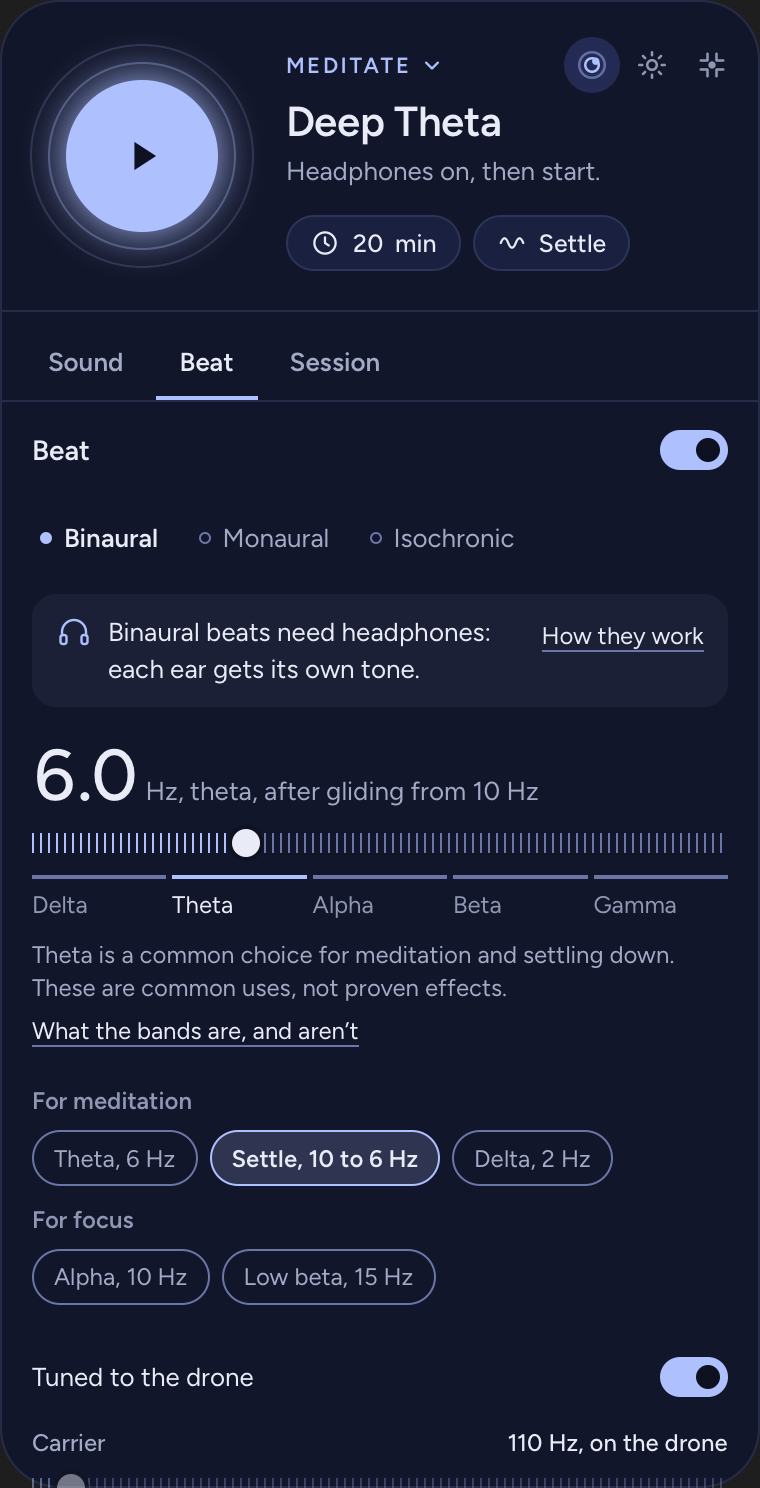 MEDITATE
Deep Theta
Headphones on, then start.
20 min
Settle
Sound
Beat
Session
Beat
Binaural
Monaural
Isochronic
Binaural beats need headphones:
each ear gets its own tone.
How they work
6.0 Hz, theta, after gliding from 10 Hz
Delta
Theta
Alpha
Beta
Gamma
Theta is a common choice for meditation and settling down.
These are common uses, not proven effects.
What the bands are, and aren’t
For meditation
Theta, 6 Hz
Settle, 10 to 6 Hz
Delta, 2 Hz
For focus
Alpha, 10 Hz
Low beta, 15 Hz
Tuned to the drone
Carrier
110 Hz, on the drone